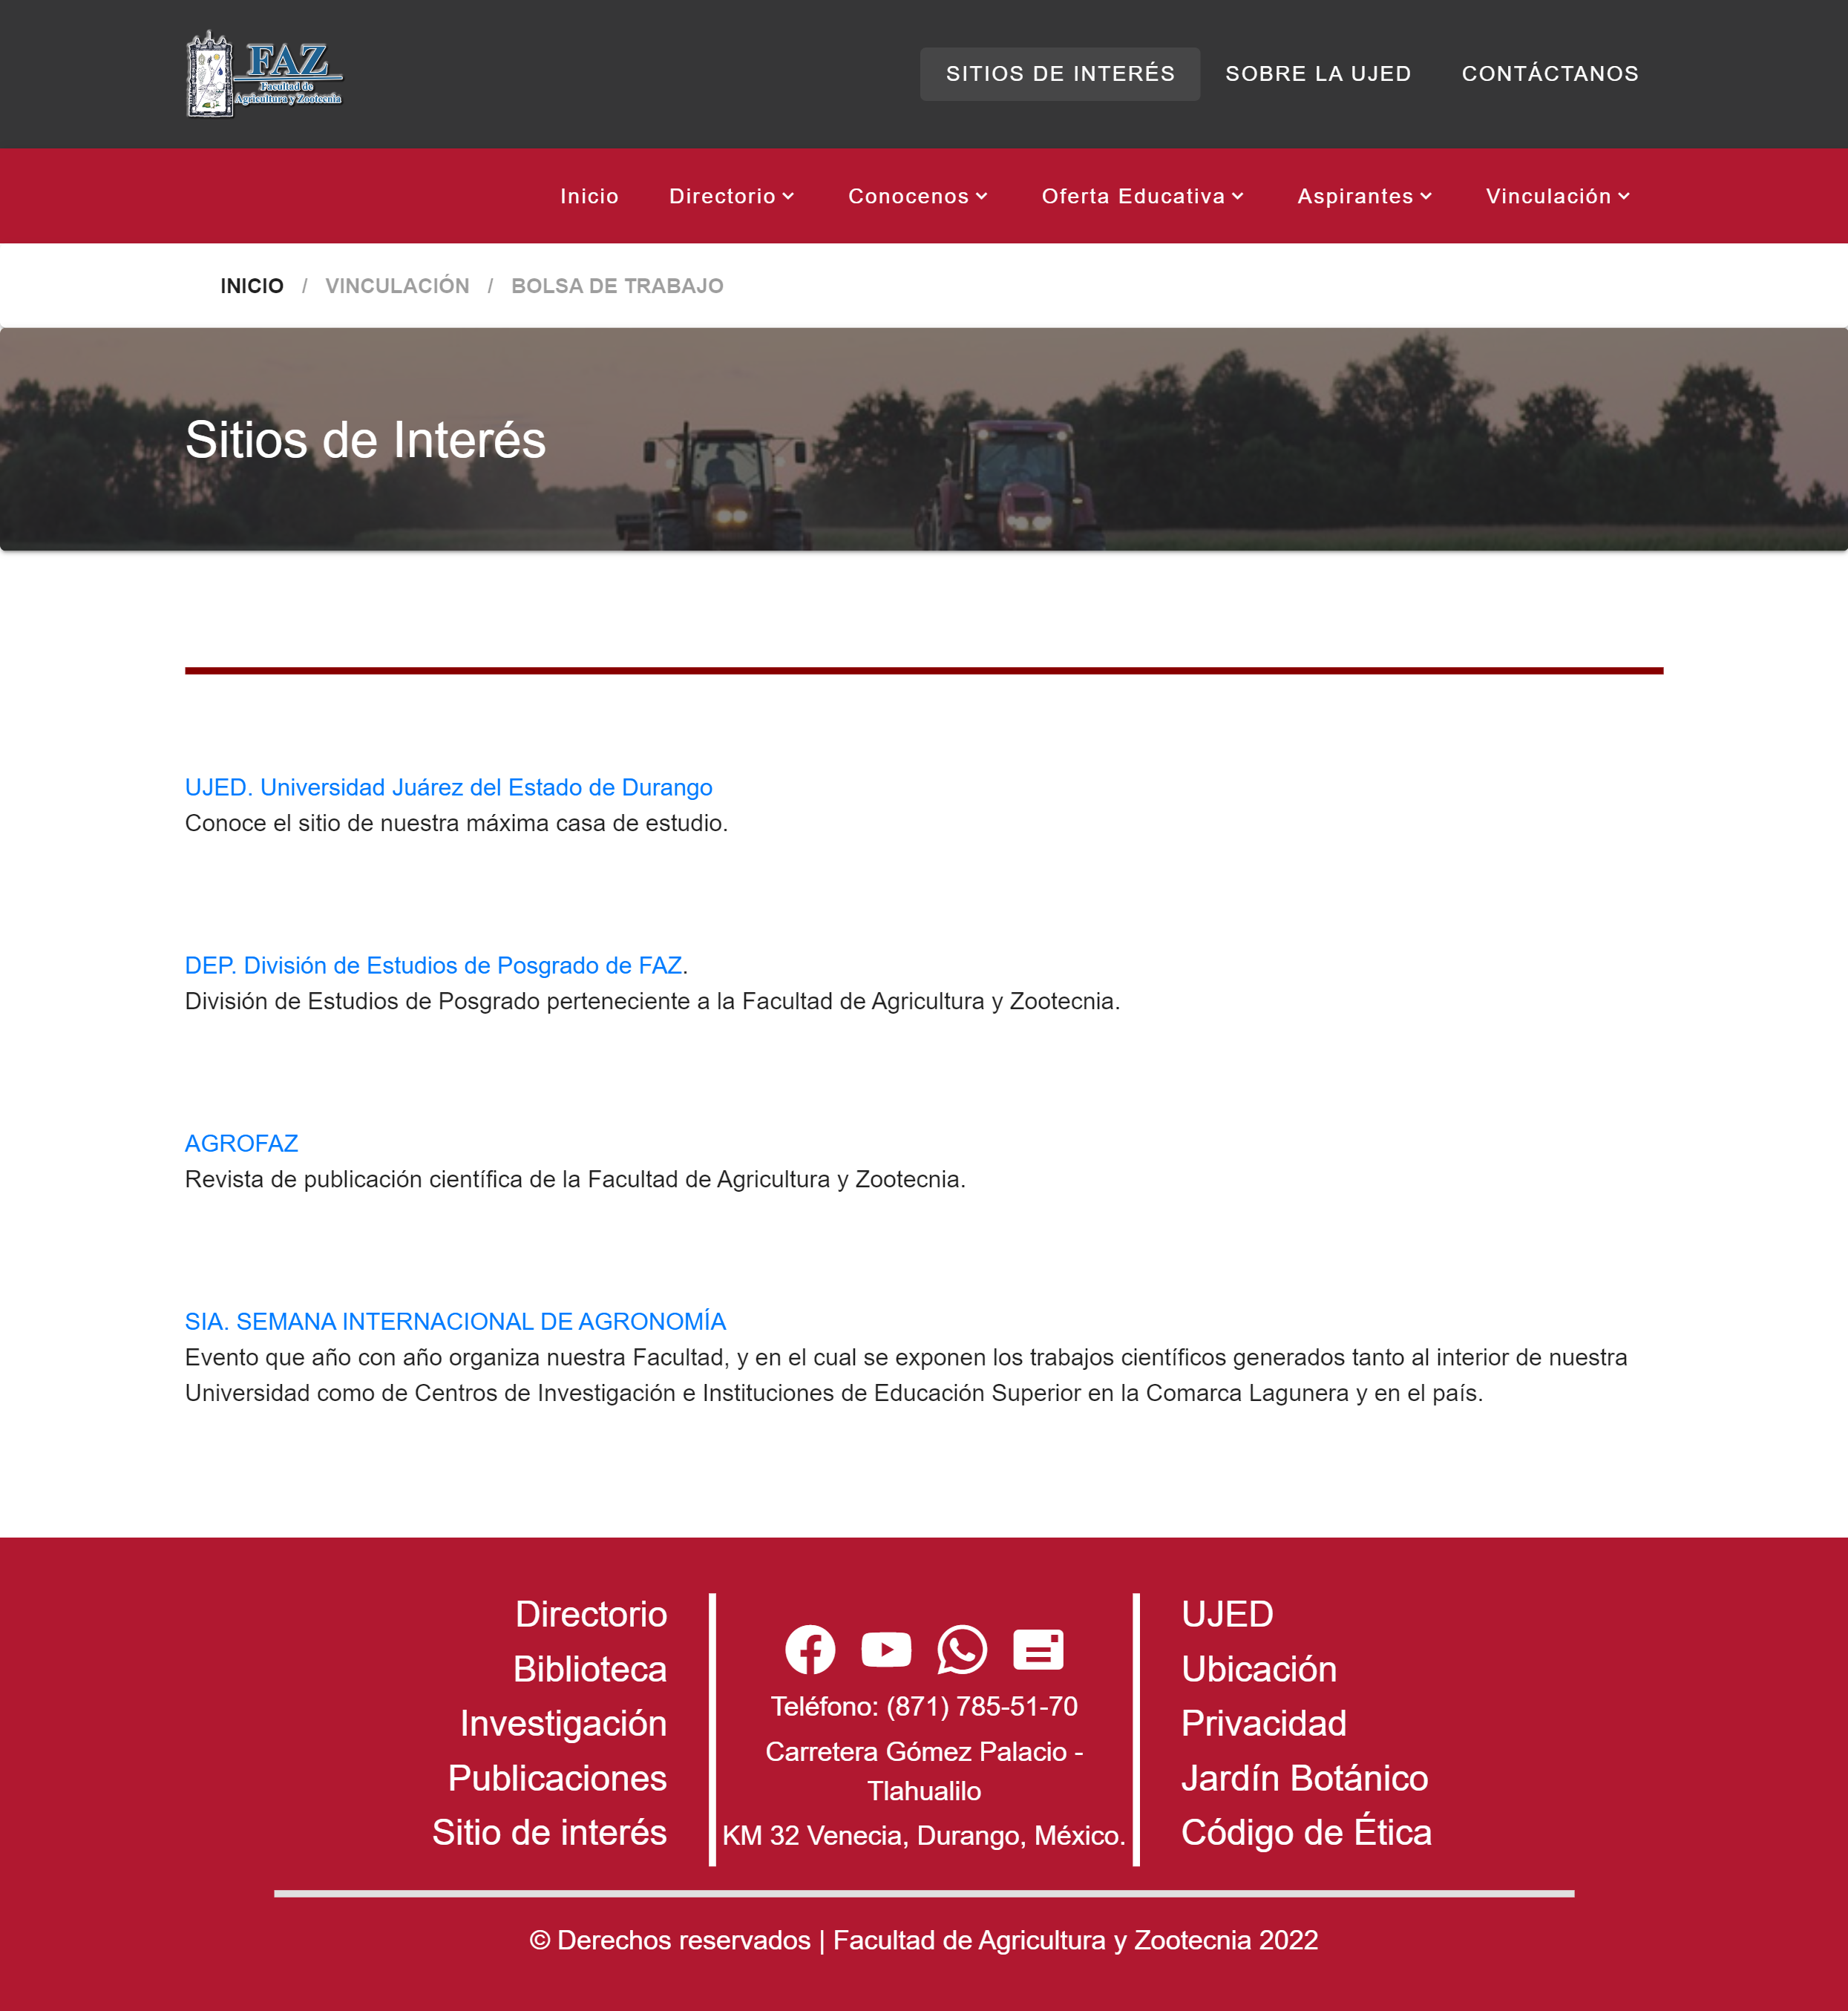 FAZ
Facultad de
Agricultura y Zootecnia
SITIOS DE INTERÉS SOBRE LA UJED CONTÁCTANOS
Inicio Directorio Conocenos Oferta Educativa Aspirantes Vinculación
INICIO / VINCULACIÓN / BOLSA DE TRABAJO
Sitios de Interés
UJED. Universidad Juárez del Estado de Durango
Conoce el sitio de nuestra máxima casa de estudio.
DEP. División de Estudios de Posgrado de FAZ.
División de Estudios de Posgrado perteneciente a la Facultad de Agricultura y Zootecnia.
AGROFAZ
Revista de publicación científica de la Facultad de Agricultura y Zootecnia.
SIA. SEMANA INTERNACIONAL DE AGRONOMÍA
Evento que año con año organiza nuestra Facultad, y en el cual se exponen los trabajos científicos generados tanto al interior de nuestra
Universidad como de Centros de Investigación e Instituciones de Educación Superior en la Comarca Lagunera y en el país.
Directorio
Biblioteca
Investigación
Publicaciones
Sitio de interés
Teléfono: (871) 785-51-70
Carretera Gómez Palacio -
Tlahualilo
KM 32 Venecia, Durango, México.
UJED
Ubicación
Privacidad
Jardín Botánico
Código de Ética
© Derechos reservados | Facultad de Agricultura y Zootecnia 2022